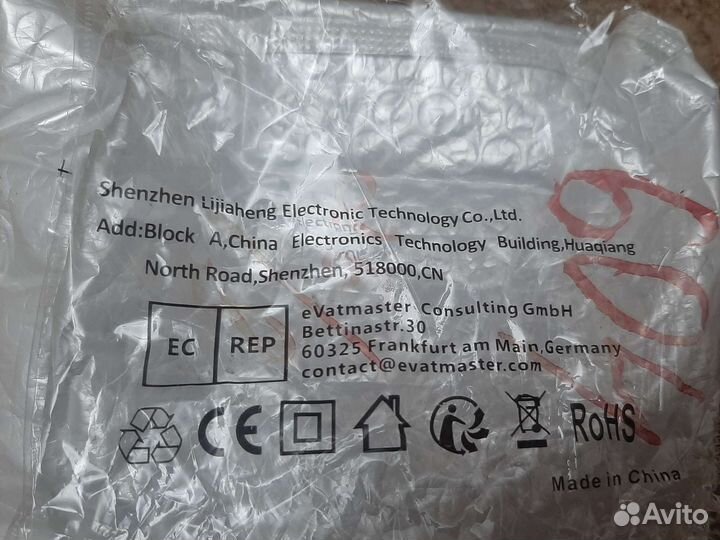 Shenzhen Lijiaheng Electronic Technology Co.,Ltd.
Add:Block A,China Electronics Technology Building,Huaqiang
North Road,Shenzhen, 518000,CN
EC REP
eVatmaster Consulting GmbH
Bettinastr.30
60325 Frankfurt am Main,Germany
contact@evatmaster.com
CE
RoHS
Made in China
Avito